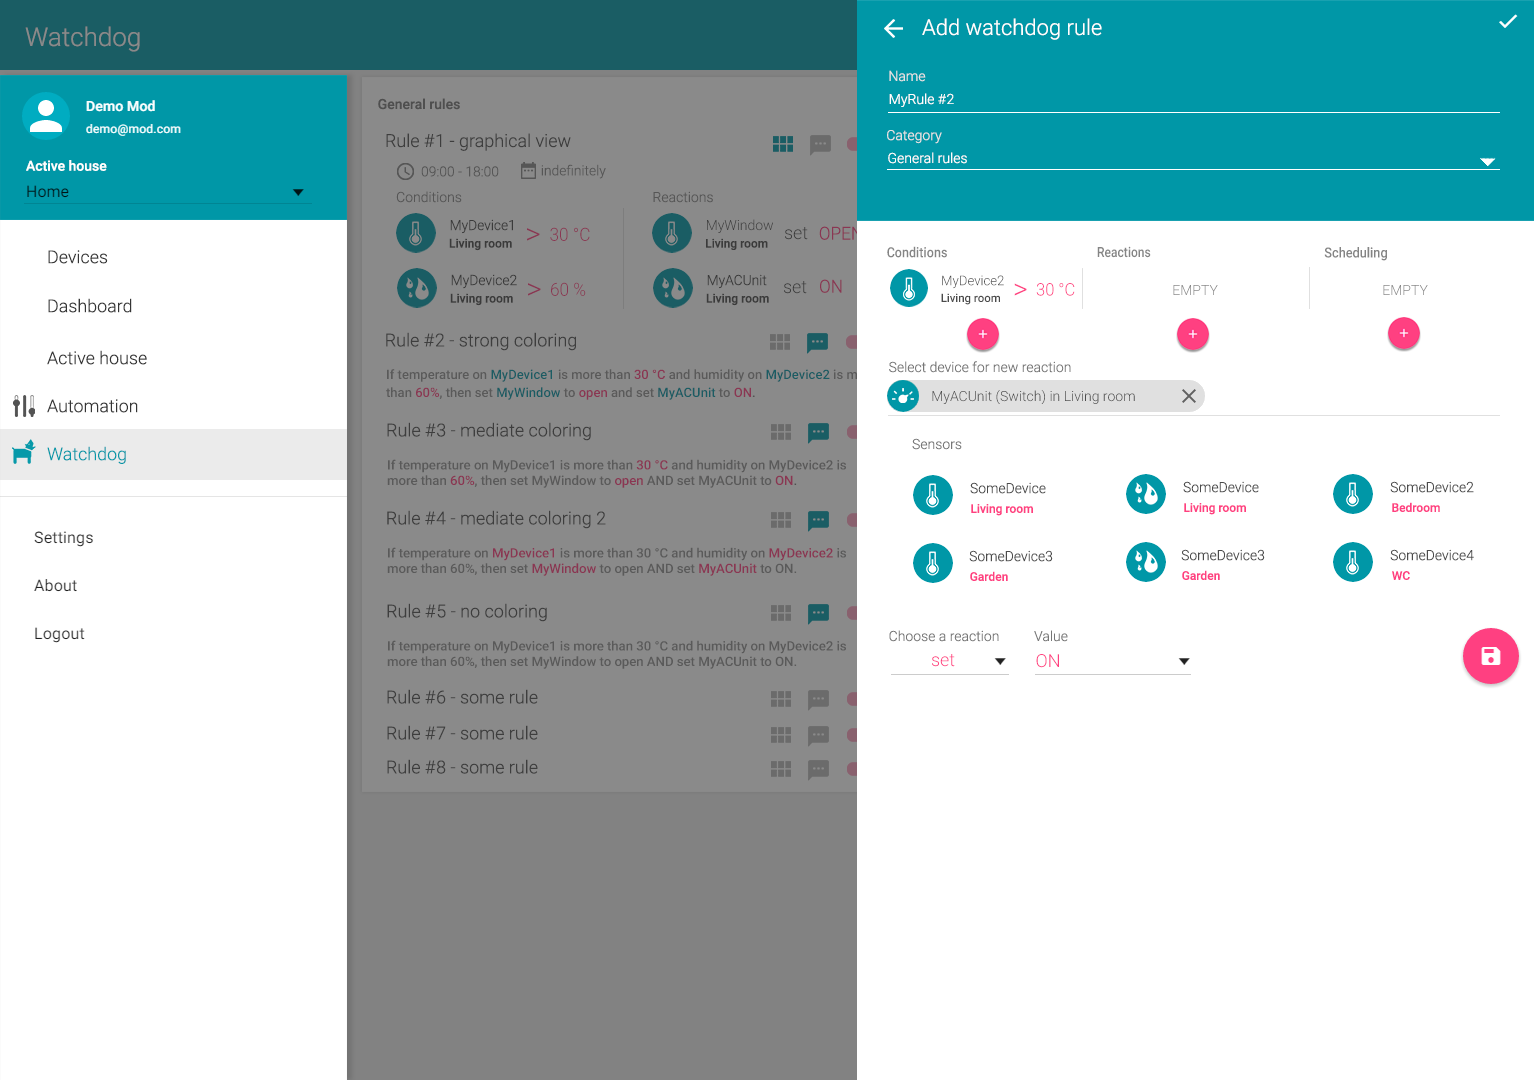 Watchdog
Demo Mod
demo@mod.com
Active house
Home
Devices
Dashboard
Active house
Automation
Watchdog
Settings
About
Logout
General rules
Rule #1 - graphical view
09:00 - 18:00 indefinitely
Conditions Reactions
MyDevice1 > 30 °C MyWindow set OPEN
Living room Living room
MyDevice2 > 60 % MyACUnit set ON
Living room Living room
Rule #2 - strong coloring
If temperature on MyDevice1 is more than 30 °C and humidity on MyDevice2 is m
than 60%, then set MyWindow to open and set MyACUnit to ON.
Rule #3 - mediate coloring
If temperature on MyDevice1 is more than 30 °C and humidity on MyDevice2 is
more than 60%, then set MyWindow to open AND set MyACUnit to ON.
Rule #4 - mediate coloring 2
If temperature on MyDevice1 is more than 30 °C and humidity on MyDevice2 is
more than 60%, then set MyWindow to open AND set MyACUnit to ON.
Rule #5 - no coloring
If temperature on MyDevice1 is more than 30 °C and humidity on MyDevice2 is
more than 60%, then set MyWindow to open AND set MyACUnit to ON.
Rule #6 - some rule
Rule #7 - some rule
Rule #8 - some rule
Add watchdog rule
Name
MyRule #2
Category
General rules
Conditions Reactions Scheduling
MyDevice2 > 30 °C EMPTY EMPTY
Living room
+ + +
Select device for new reaction
MyACUnit (Switch) in Living room
Sensors
SomeDevice SomeDevice SomeDevice2
Living room Living room Bedroom
SomeDevice3 SomeDevice3 SomeDevice4
Garden Garden WC
Choose a reaction Value
set ON